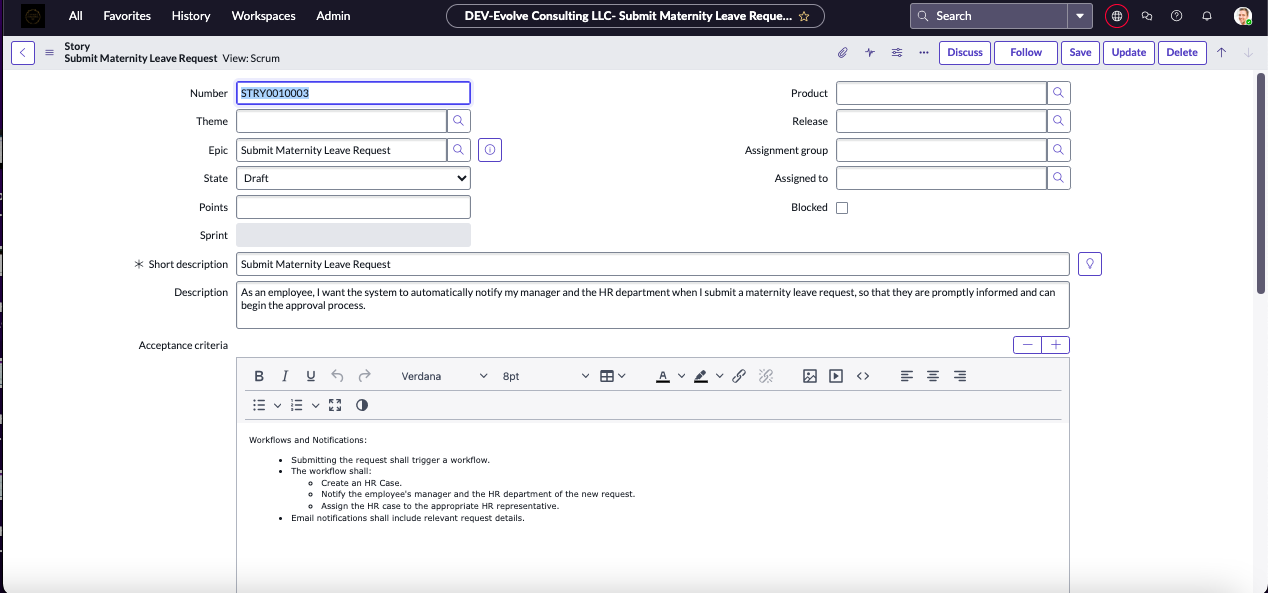 All Favorites History Workspaces Admin DEV-Evolve Consulting LLC- Submit Maternity Leave Reque... Search
Story
Submit Maternity Leave Request View: Scrum
Discuss Follow Save Update Delete
Number STRY0010003
Theme
Epic Submit Maternity Leave Request
State Draft
Points
Sprint
Product
Release
Assignment group
Assigned to
Blocked
Short description Submit Maternity Leave Request
Description As an employee, I want the system to automatically notify my manager and the HR department when I submit a maternity leave request, so that they are promptly informed and can
begin the approval process.
Acceptance criteria
B I U Verdana 8pt A
Workflows and Notifications:
• Submitting the request shall trigger a workflow.
• The workflow shall:
○ Create an HR Case.
○ Notify the employee's manager and the HR department of the new request.
○ Assign the HR case to the appropriate HR representative.
• Email notifications shall include relevant request details.